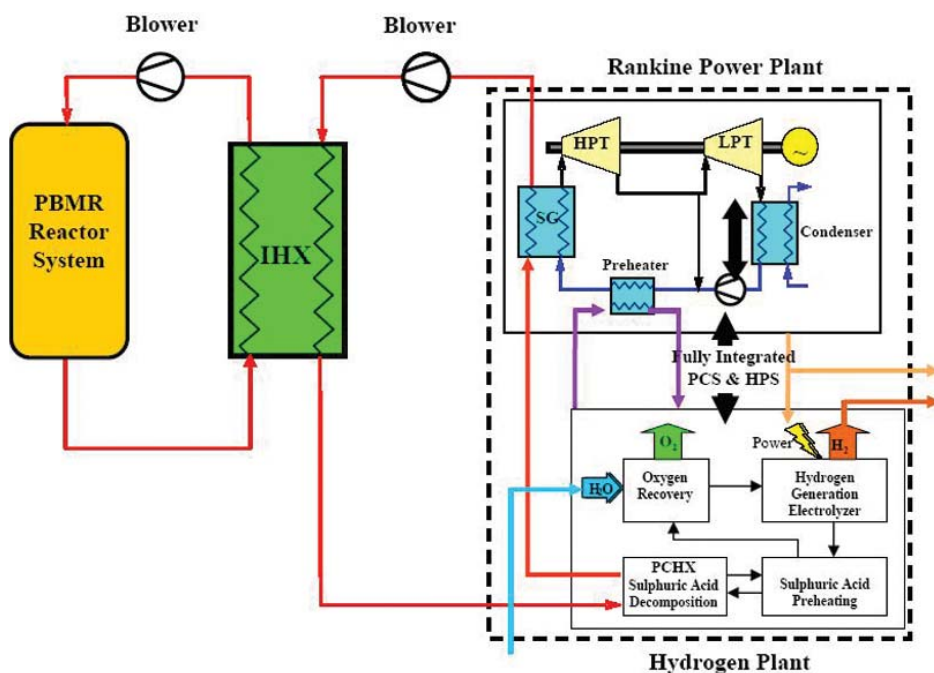 Blower
Blower
Rankine Power Plant
PBMR
Reactor
System
IHX
HPT
LPT
~
SG
Condenser
Preheater
Fully Integrated
PCS & HPS
O2
Power
H2
H2O
Oxygen
Recovery
Hydrogen
Generation
Electrolyzer
PCHX
Sulphuric Acid
Decomposition
Sulphuric Acid
Preheating
Hydrogen Plant